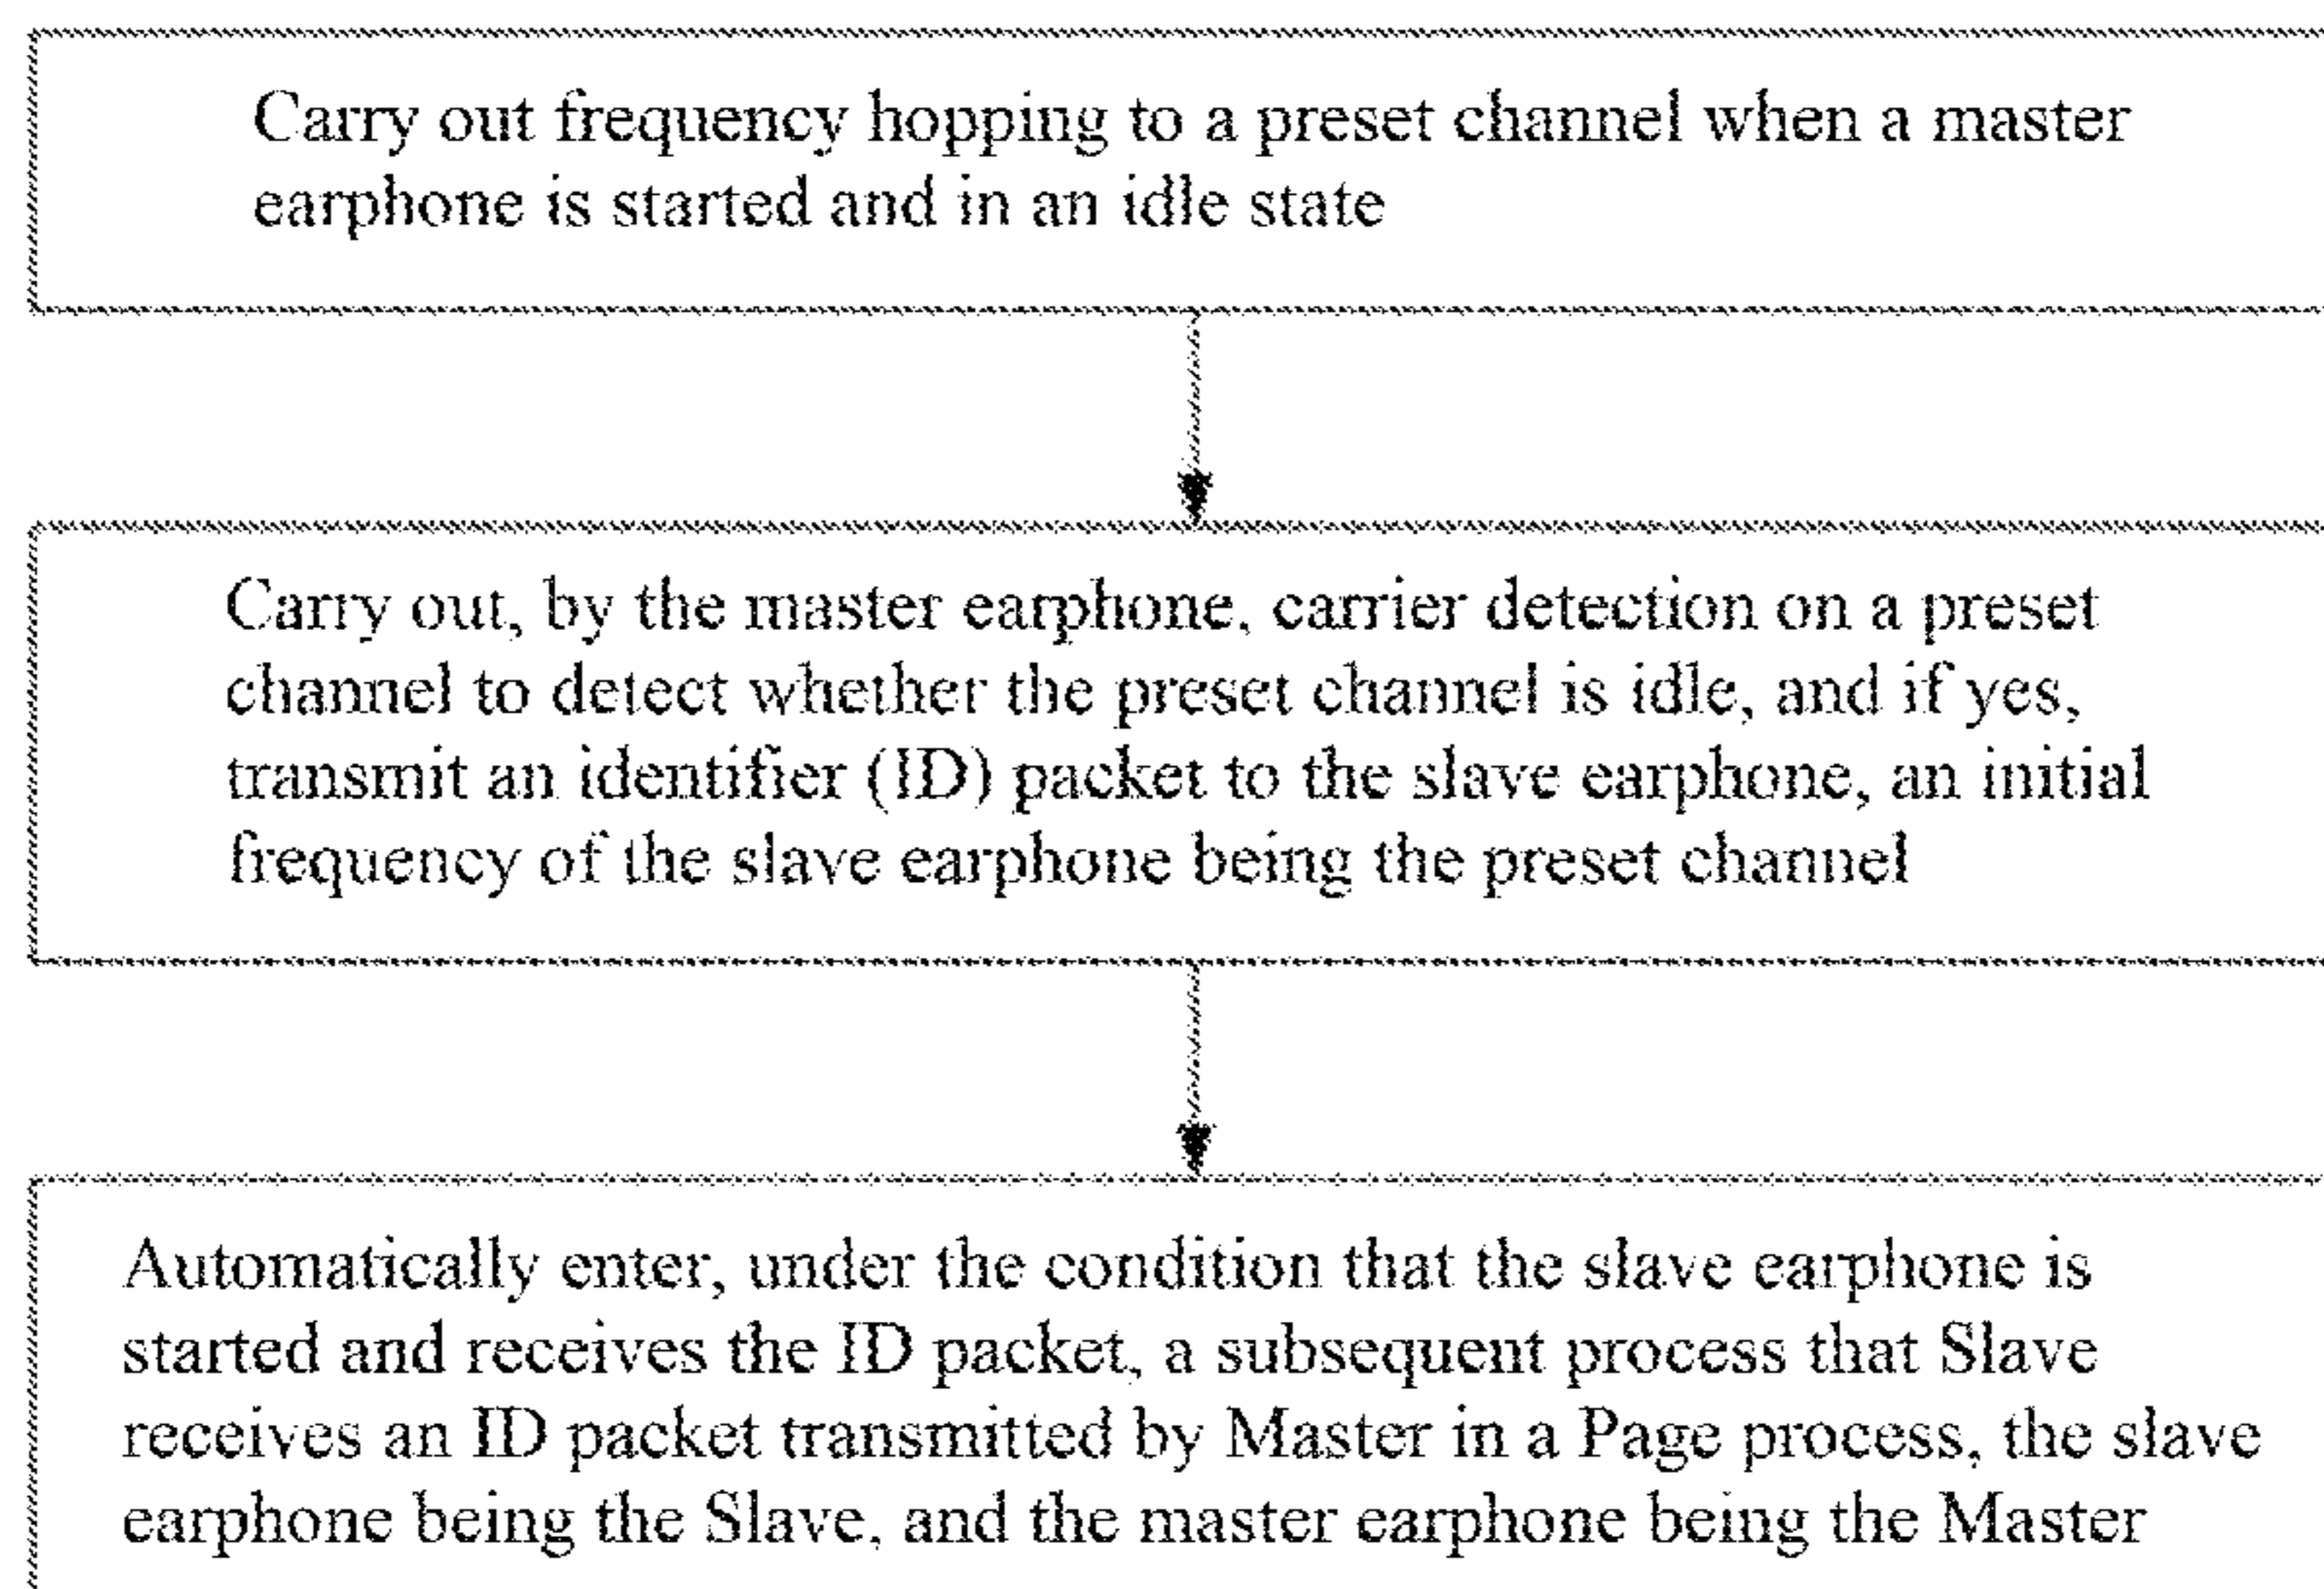 Carry out frequency hopping to a preset channel when a master
earphone is started and in an idle state
Carry out, by the master earphone, carrier detection on a preset
channel to detect whether the preset channel is idle, and if yes,
transmit an identifier (ID) packet to the slave earphone, an initial
frequency of the slave earphone being the preset channel
Automatically enter, under the condition that the slave earphone is
started and receives the ID packet, a subsequent process that Slave
receives an ID packet transmitted by Master in a Page process, the slave
earphone being the Slave, and the master earphone being the Master